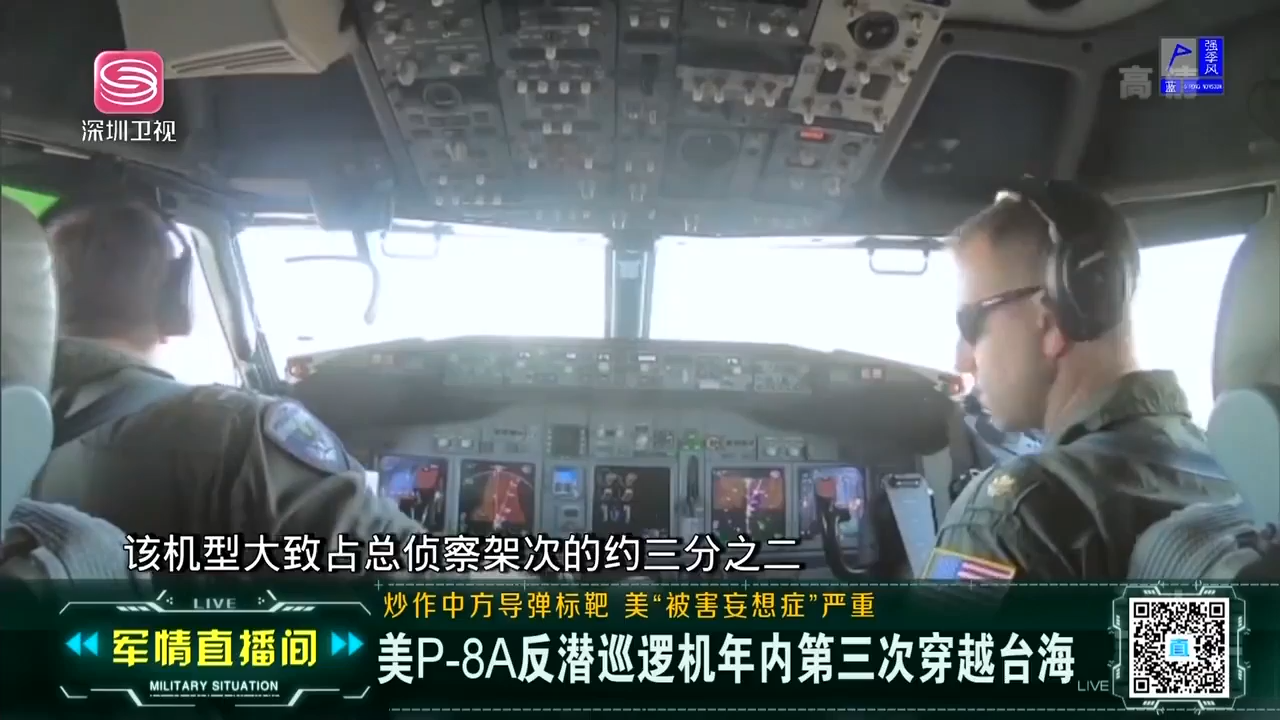 深圳卫视
高清
强季风
蓝
该机型大致占总侦察架次的约三分之二
LIVE
炒作中方导弹标靶 美“被害妄想症”严重
军情直播间
美P-8A反潜巡逻机年内第三次穿越台海
MILITARY SITUATION
LIVE
直